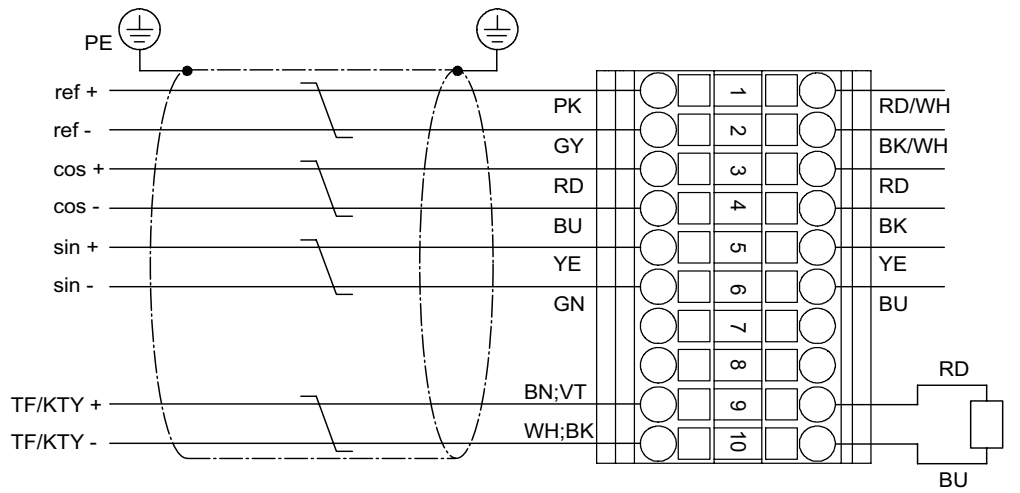 PE
ref + PK 1 RD/WH
ref - GY 2 BK/WH
cos + RD 3 RD
cos - BU 4 BK
sin + YE 5 YE
sin - GN 6 BU
7
8
RD
TF/KTY + BN;VT 9
TF/KTY - WH;BK 10
BU